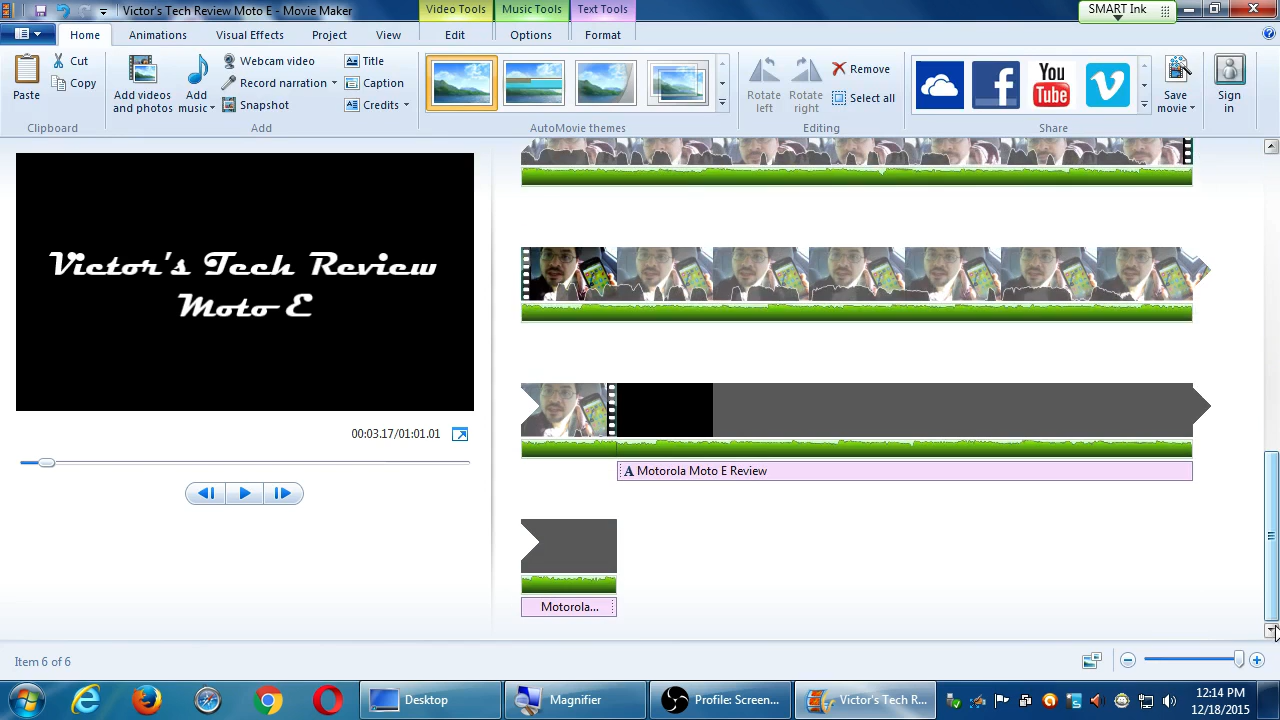 Victor's Tech Review Moto E - Movie Maker
Video Tools
Music Tools
Text Tools
SMART Ink
Home
Animations
Visual Effects
Project
View
Edit
Options
Format
Paste
Cut
Copy
Clipboard
Add videos and photos
Add music
Webcam video
Record narration
Snapshot
Title
Caption
Credits
Add
AutoMovie themes
Rotate left
Rotate right
Remove
Select all
Editing
You Tube
Share
Save movie
Sign in
Victor's Tech Review
Moto E
00:03.17/01:01.01
A Motorola Moto E Review
Motorola...
Item 6 of 6
Desktop
Magnifier
Profile: Screen...
Victor's Tech R...
12:14 PM
12/18/2015